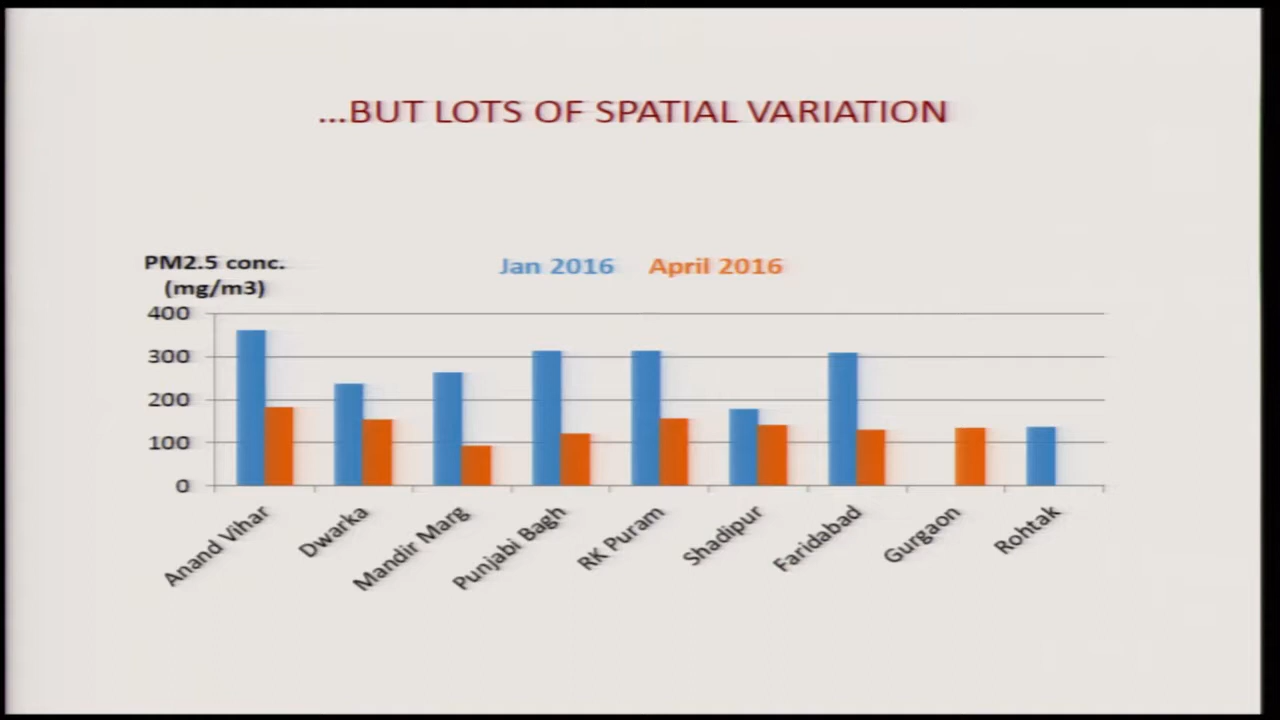 ...BUT LOTS OF SPATIAL VARIATION
PM2.5 conc.
(mg/m3)
Jan 2016 April 2016
400
300
200
100
0
Anand Vihar
Dwarka
Mandir Marg
Punjabi Bagh
RK Puram
Shadipur
Faridabad
Gurgaon
Rohtak